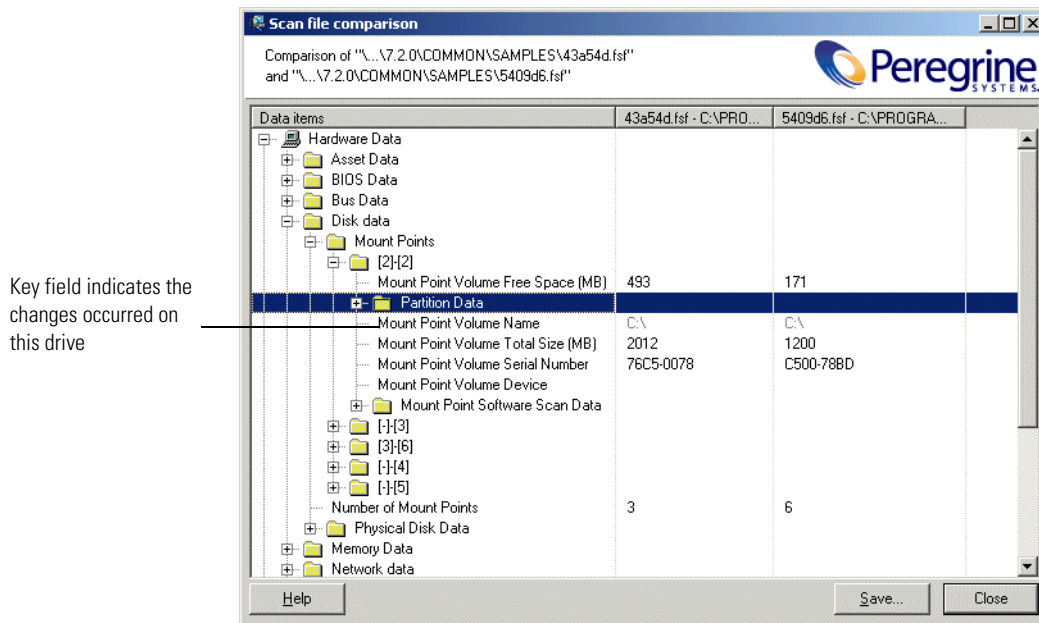 Scan file comparison
Comparison of "\...\7.2.0\COMMON\SAMPLES\43a54d.fsf"
and "\...\7.2.0\COMMON\SAMPLES\5409d6.fsf"
Peregrine
SYSTEMS
Data items 43a54d.fsf - C:\PRO... 5409d6.fsf - C:\PROGRA...
Hardware Data
Asset Data
BIOS Data
Bus Data
Disk data
Mount Points
[2]-[2]
Mount Point Volume Free Space (MB) 493 171
Partition Data
Mount Point Volume Name C:\ C:\
Mount Point Volume Total Size (MB) 2012 1200
Mount Point Volume Serial Number 76C5-0078 C500-78BD
Mount Point Volume Device
Mount Point Software Scan Data
[-]-[3]
[3]-[6]
[-]-[4]
[-]-[5]
Number of Mount Points 3 6
Physical Disk Data
Memory Data
Network data
Help Save... Close
Key field indicates the
changes occurred on
this drive